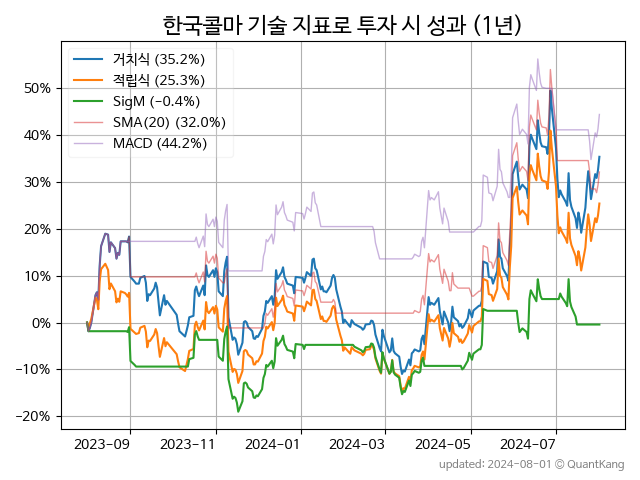 한국콜마 기술 지표로 투자 시 성과 (1년)
거치식 (35.2%)
적립식 (25.3%)
SigM (−0.4%)
SMA(20) (32.0%)
MACD (44.2%)
50%
40%
30%
20%
10%
0%
−10%
−20%
2023-09 2023-11 2024-01 2024-03 2024-05 2024-07
updated: 2024-08-01 © QuantKang